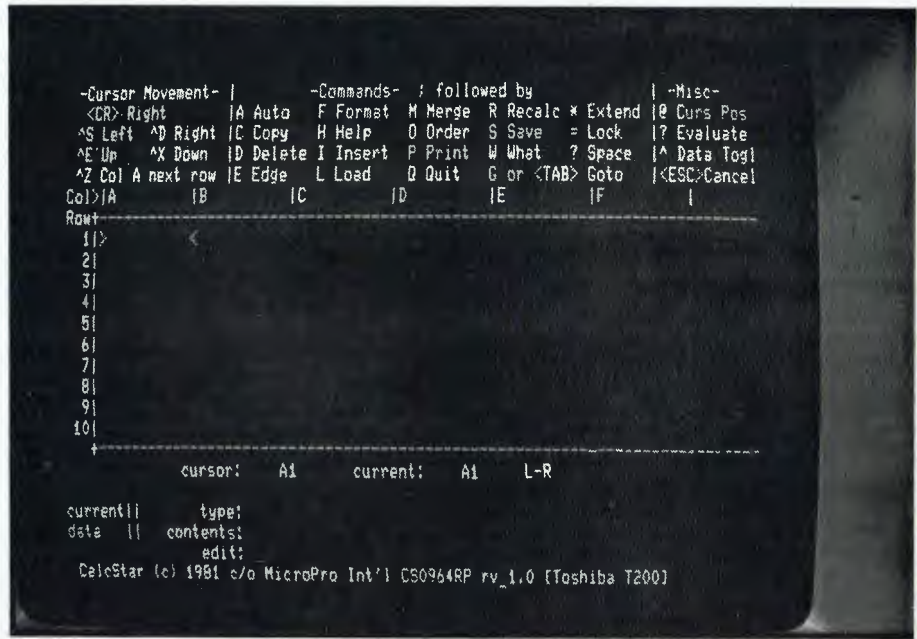 -Cursor Movement- | -Commands- ; followed by | -Misc-
<CR> Right |A Auto F Format M Merge R Recalc * Extend |@ Curs Pos
^S Left ^D Right |C Copy H Help O Order S Save = Lock |? Evaluate
^E Up ^X Down |D Delete I Insert P Print W What ? Space |^ Data Togl
^Z Col A next row |E Edge L Load Q Quit G or <TAB> Goto |<ESC>Cancel
Col>|A |B |C |D |E |F |
Row+-----------------------------------------------------------------------
1|> <
2|
3|
4|
5|
6|
7|
8|
9|
10|
+-----------------------------------------------------------------------
cursor: A1 current: A1 L-R
current|| type:
data || contents:
edit:
CalcStar (c) 1981 c/o MicroPro Int'l CS0964RP rv_1.0 [Toshiba T200]